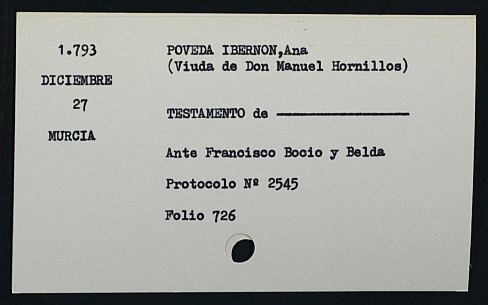 1.793
DICIEMBRE
27
MURCIA
POVEDA IBERNON,Ana
(Viuda de Don Manuel Hornillos)
TESTAMENTO de ————————
Ante Francisco Bocio y Belda
Protocolo Nº 2545
Folio 726